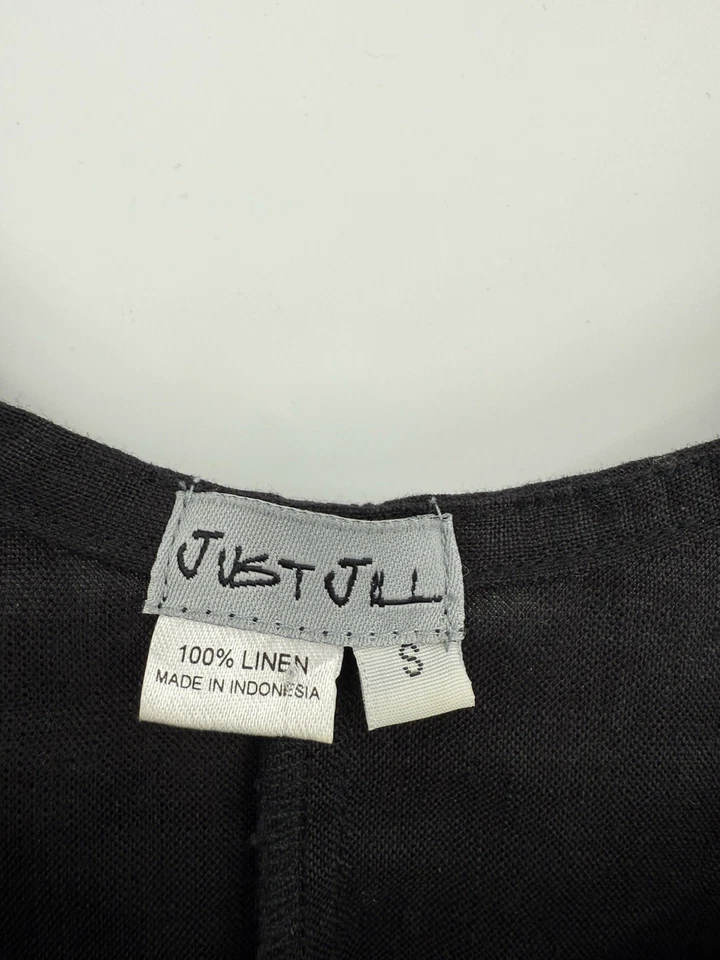 JUST JILL
100% LINEN
MADE IN INDONESIA
S